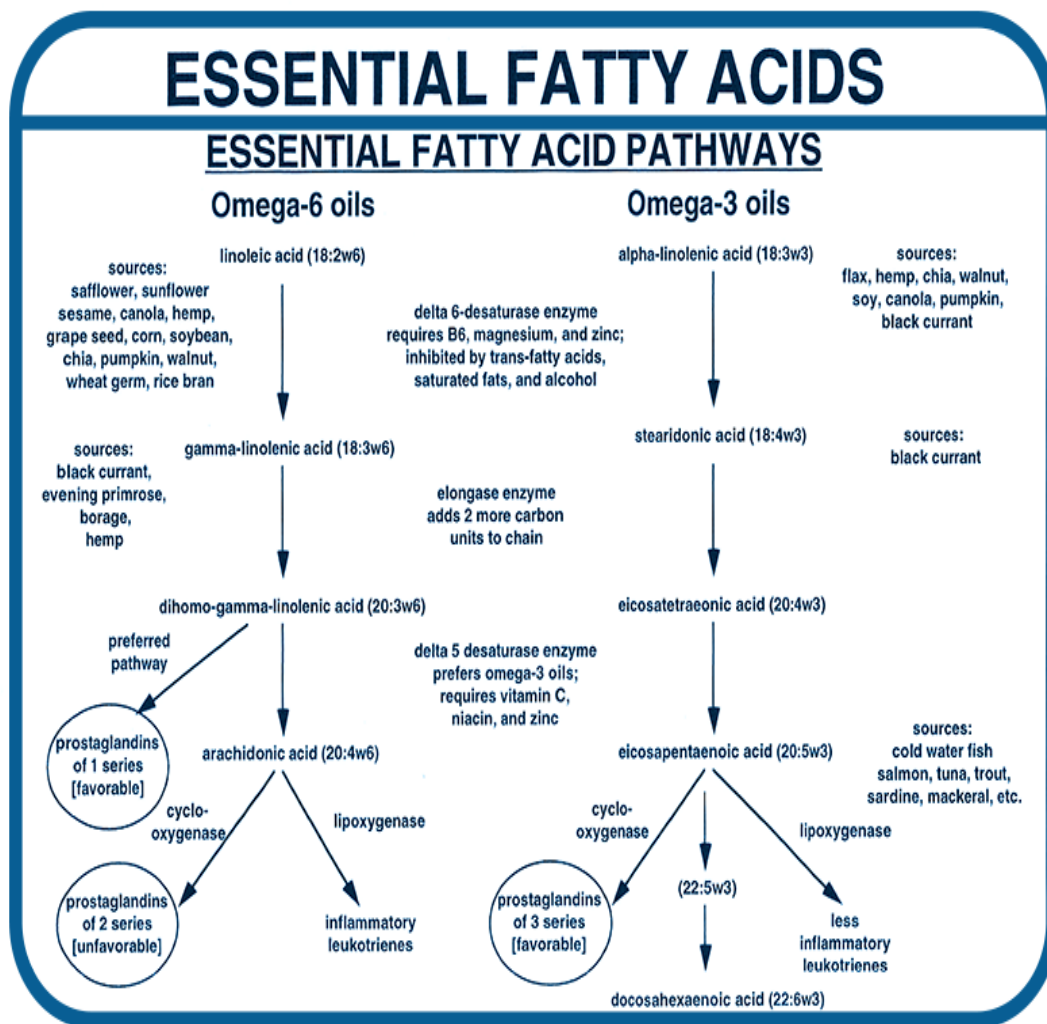 ESSENTIAL FATTY ACIDS
ESSENTIAL FATTY ACID PATHWAYS
Omega-6 oils
Omega-3 oils
linoleic acid (18:2w6)
alpha-linolenic acid (18:3w3)
sources:
safflower, sunflower
sesame, canola, hemp,
grape seed, corn, soybean,
chia, pumpkin, walnut,
wheat germ, rice bran
delta 6-desaturase enzyme
requires B6, magnesium, and zinc;
inhibited by trans-fatty acids,
saturated fats, and alcohol
sources:
flax, hemp, chia, walnut,
soy, canola, pumpkin,
black currant
gamma-linolenic acid (18:3w6)
stearidonic acid (18:4w3)
sources:
black currant,
evening primrose,
borage,
hemp
elongase enzyme
adds 2 more carbon
units to chain
sources:
black currant
dihomo-gamma-linolenic acid (20:3w6)
eicosatetraeonic acid (20:4w3)
preferred
pathway
delta 5 desaturase enzyme
prefers omega-3 oils;
requires vitamin C,
niacin, and zinc
prostaglandins
of 1 series
[favorable]
arachidonic acid (20:4w6)
eicosapentaenoic acid (20:5w3)
sources:
cold water fish
salmon, tuna, trout,
sardine, mackeral, etc.
cyclo-
oxygenase
lipoxygenase
cyclo-
oxygenase
lipoxygenase
prostaglandins
of 2 series
[unfavorable]
inflammatory
leukotrienes
prostaglandins
of 3 series
[favorable]
(22:5w3)
less
inflammatory
leukotrienes
docosahexaenoic acid (22:6w3)